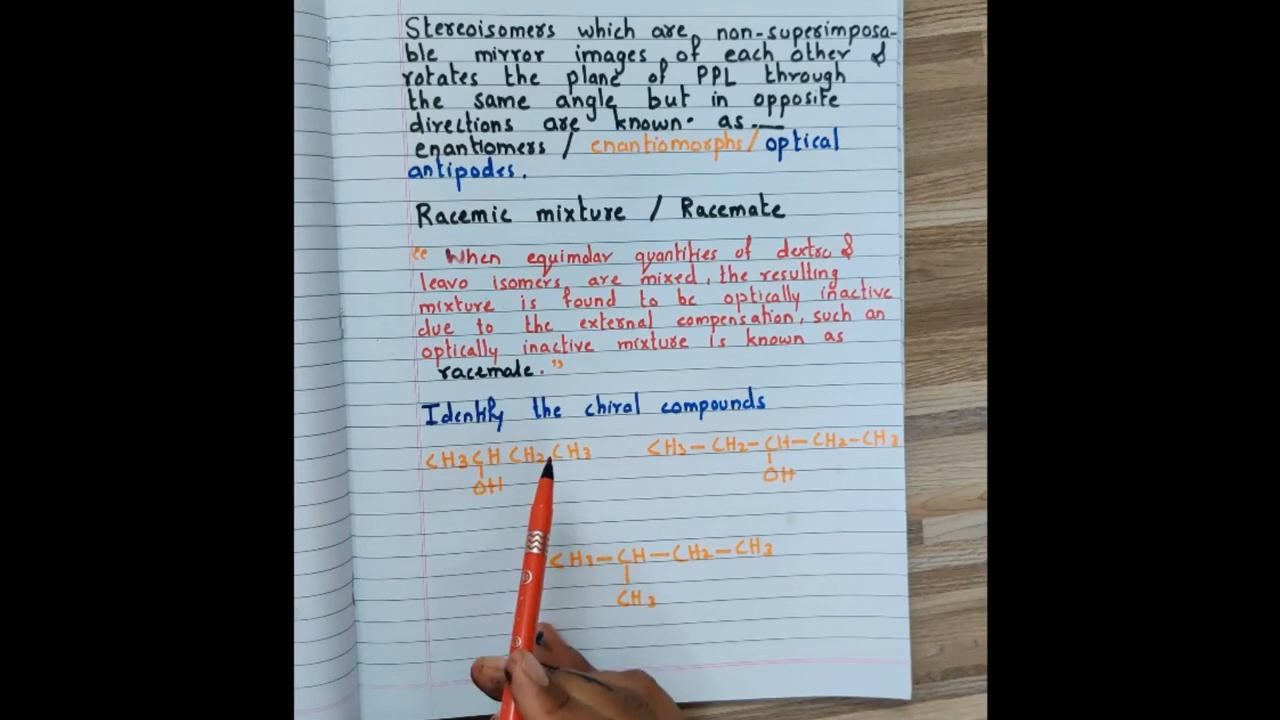 Stereoisomers which are non-superimposa-
ble mirror images of each other &
rotates the plane of PPL through
the same angle but in opposite
directions are known as —
enantiomers / enantiomorphs / optical
antipodes.
Racemic mixture / Racemate
"When equimolar quantities of dextro &
leavo isomers are mixed, the resulting
mixture is found to be optically inactive
due to the external compensation, such an
optically inactive mixture is known as
racemate."
Identify the chiral compounds
CH3 CH CH2 CH3 CH3 – CH2 – CH – CH2 – CH3
OH OH
CH3 – CH – CH2 – CH3
CH3